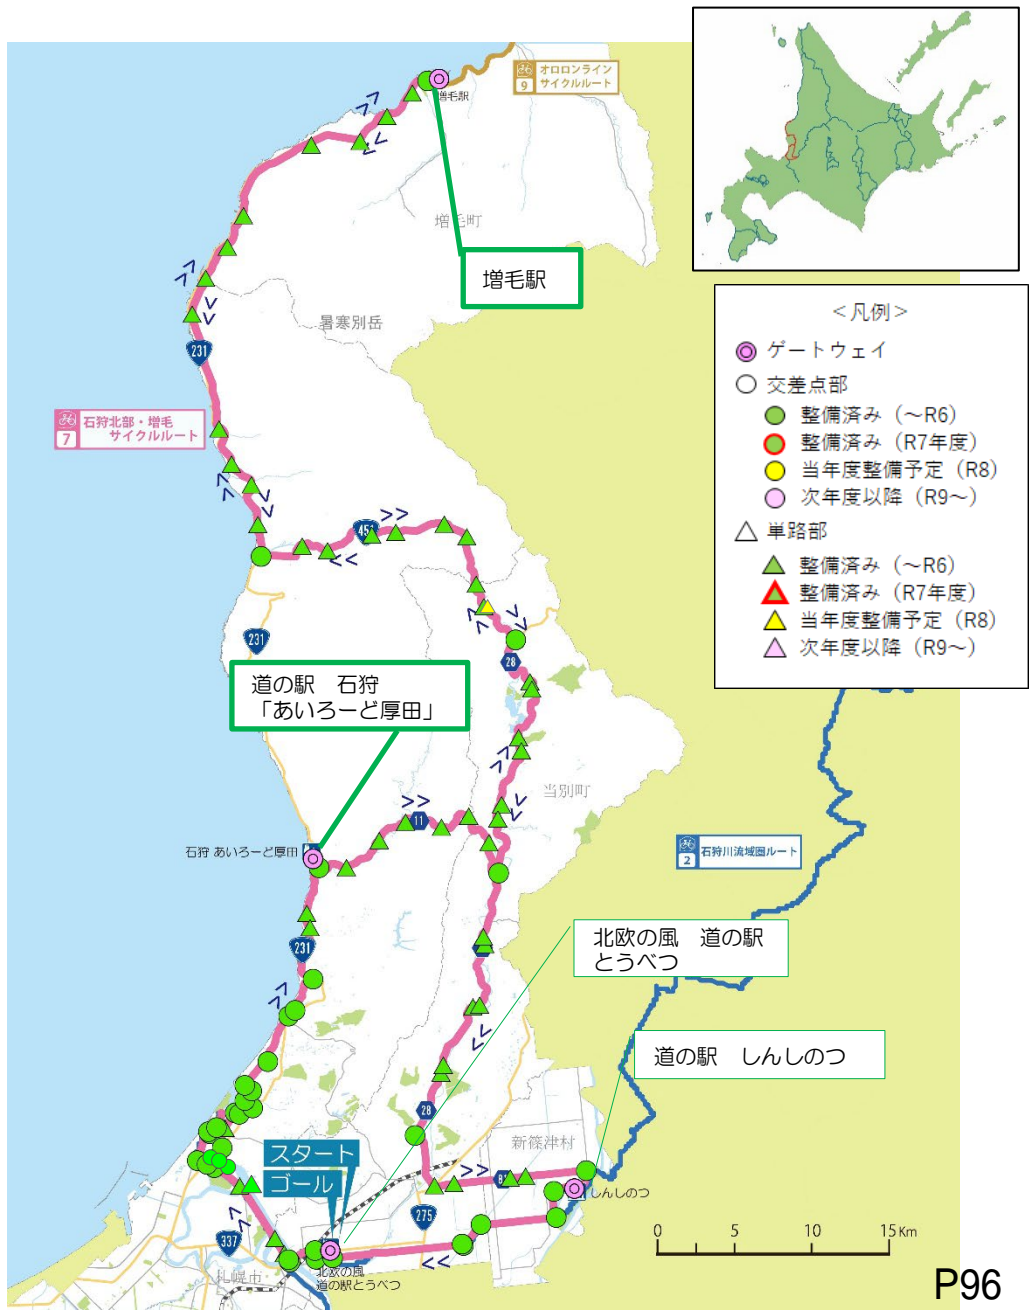 オロロンライン
サイクルルート
9
増毛駅
増毛町
増毛駅
暑寒別岳
231
石狩北部・増毛
サイクルルート
7
<凡例>
ゲートウェイ
交差点部
整備済み（～R6）
整備済み（R7年度）
当年度整備予定（R8）
次年度以降（R9～）
単路部
整備済み（～R6）
整備済み（R7年度）
当年度整備予定（R8）
次年度以降（R9～）
>>
<<
231
28
道の駅　石狩
「あいろーど厚田」
当別町
>>
11
石狩 あいろーど厚田
石狩川流域圏ルート
2
231
北欧の風　道の駅
とうべつ
道の駅　しんしのつ
28
新篠津村
スタート
ゴール
>>
しんしのつ
275
337
<<
札幌市
北欧の風
道の駅とうべつ
0 5 10 15 Km
P96